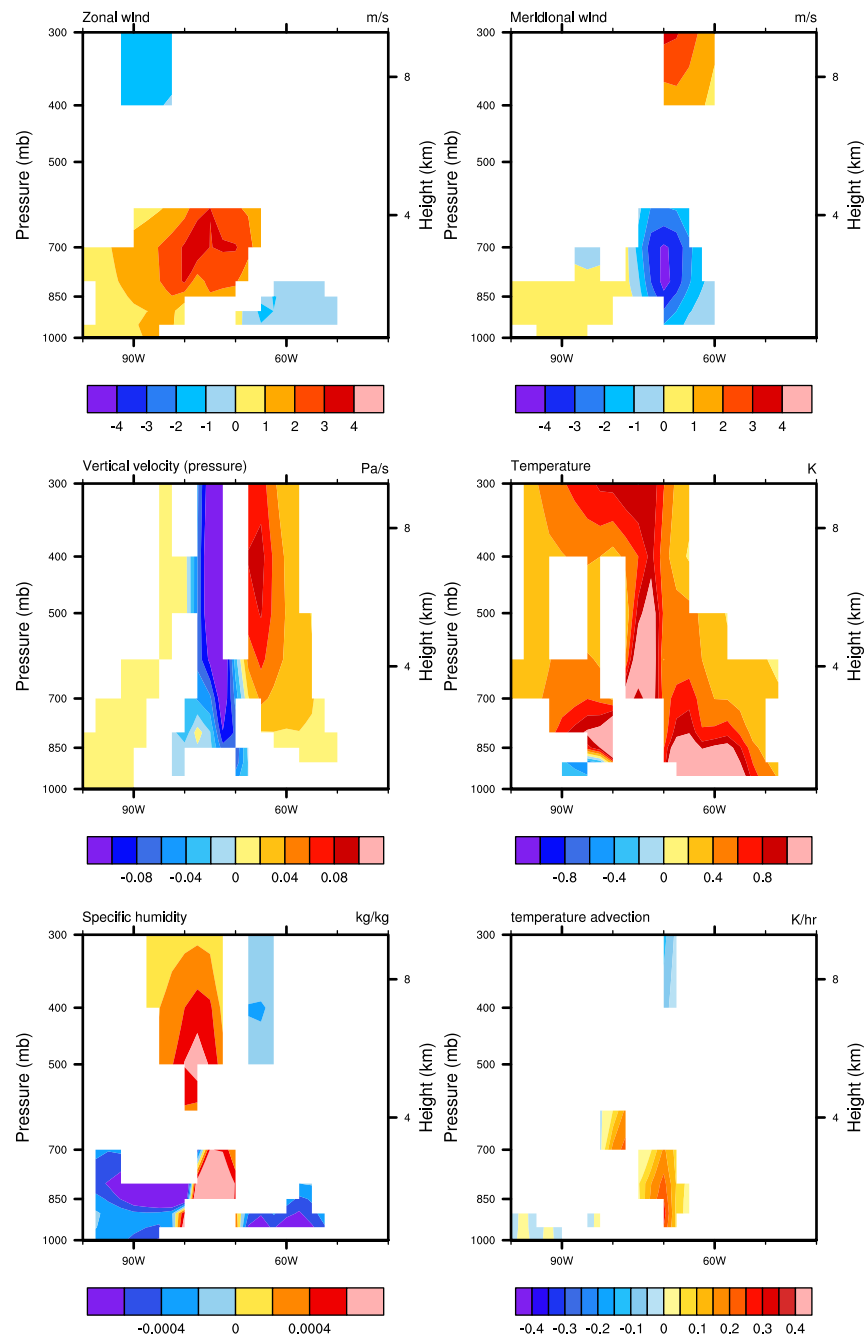 Zonal wind m/s
300
400
500
700
850
1000
Pressure (mb)
8
4
Height (km)
90W 60W
-4 -3 -2 -1 0 1 2 3 4
Meridional wind m/s
300
400
500
700
850
1000
Pressure (mb)
8
4
Height (km)
90W 60W
-4 -3 -2 -1 0 1 2 3 4
Vertical velocity (pressure) Pa/s
300
400
500
700
850
1000
Pressure (mb)
8
4
Height (km)
90W 60W
-0.08 -0.04 0 0.04 0.08
Temperature K
300
400
500
700
850
1000
Pressure (mb)
8
4
Height (km)
90W 60W
-0.8 -0.4 0 0.4 0.8
Specific humidity kg/kg
300
400
500
700
850
1000
Pressure (mb)
8
4
Height (km)
90W 60W
-0.0004 0 0.0004
temperature advection K/hr
300
400
500
700
850
1000
Pressure (mb)
8
4
Height (km)
90W 60W
-0.4 -0.3 -0.2 -0.1 0 0.1 0.2 0.3 0.4